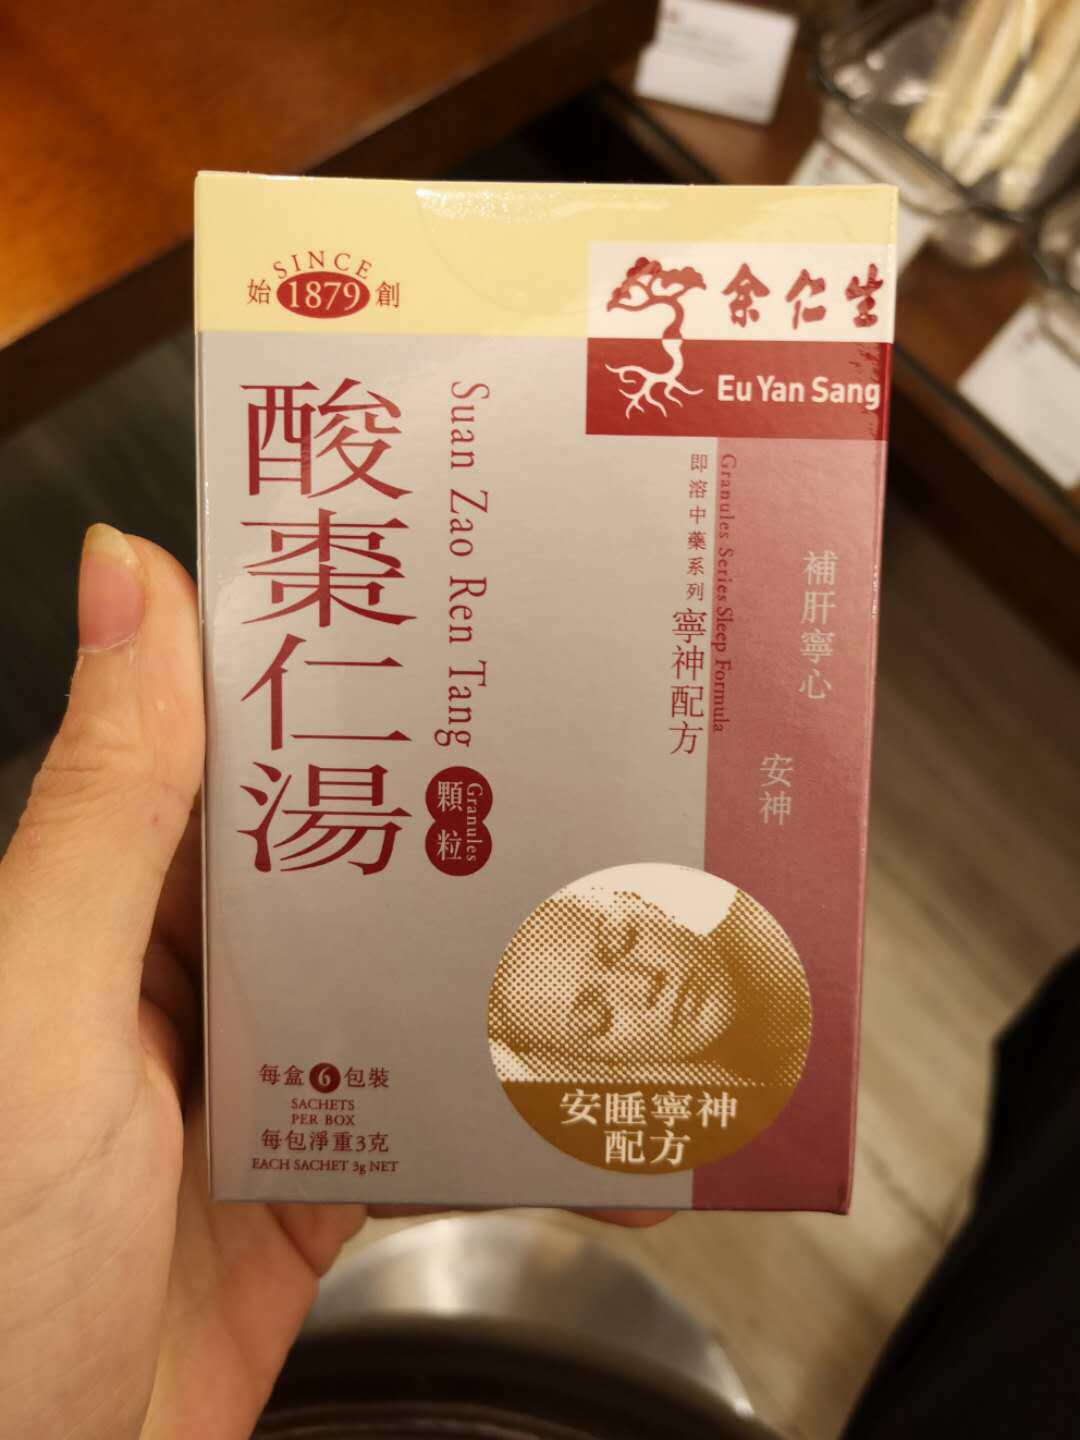 始 SINCE 1879 創
余仁生
Eu Yan Sang
酸棗仁湯
Suan Zao Ren Tang
顆粒
Granules
即溶中藥系列 寧神配方
Granules Series Sleep Formula
補肝寧心
安神
安睡寧神
配方
每盒6包裝
SACHETS
PER BOX
每包淨重3克
EACH SACHET 3g NET